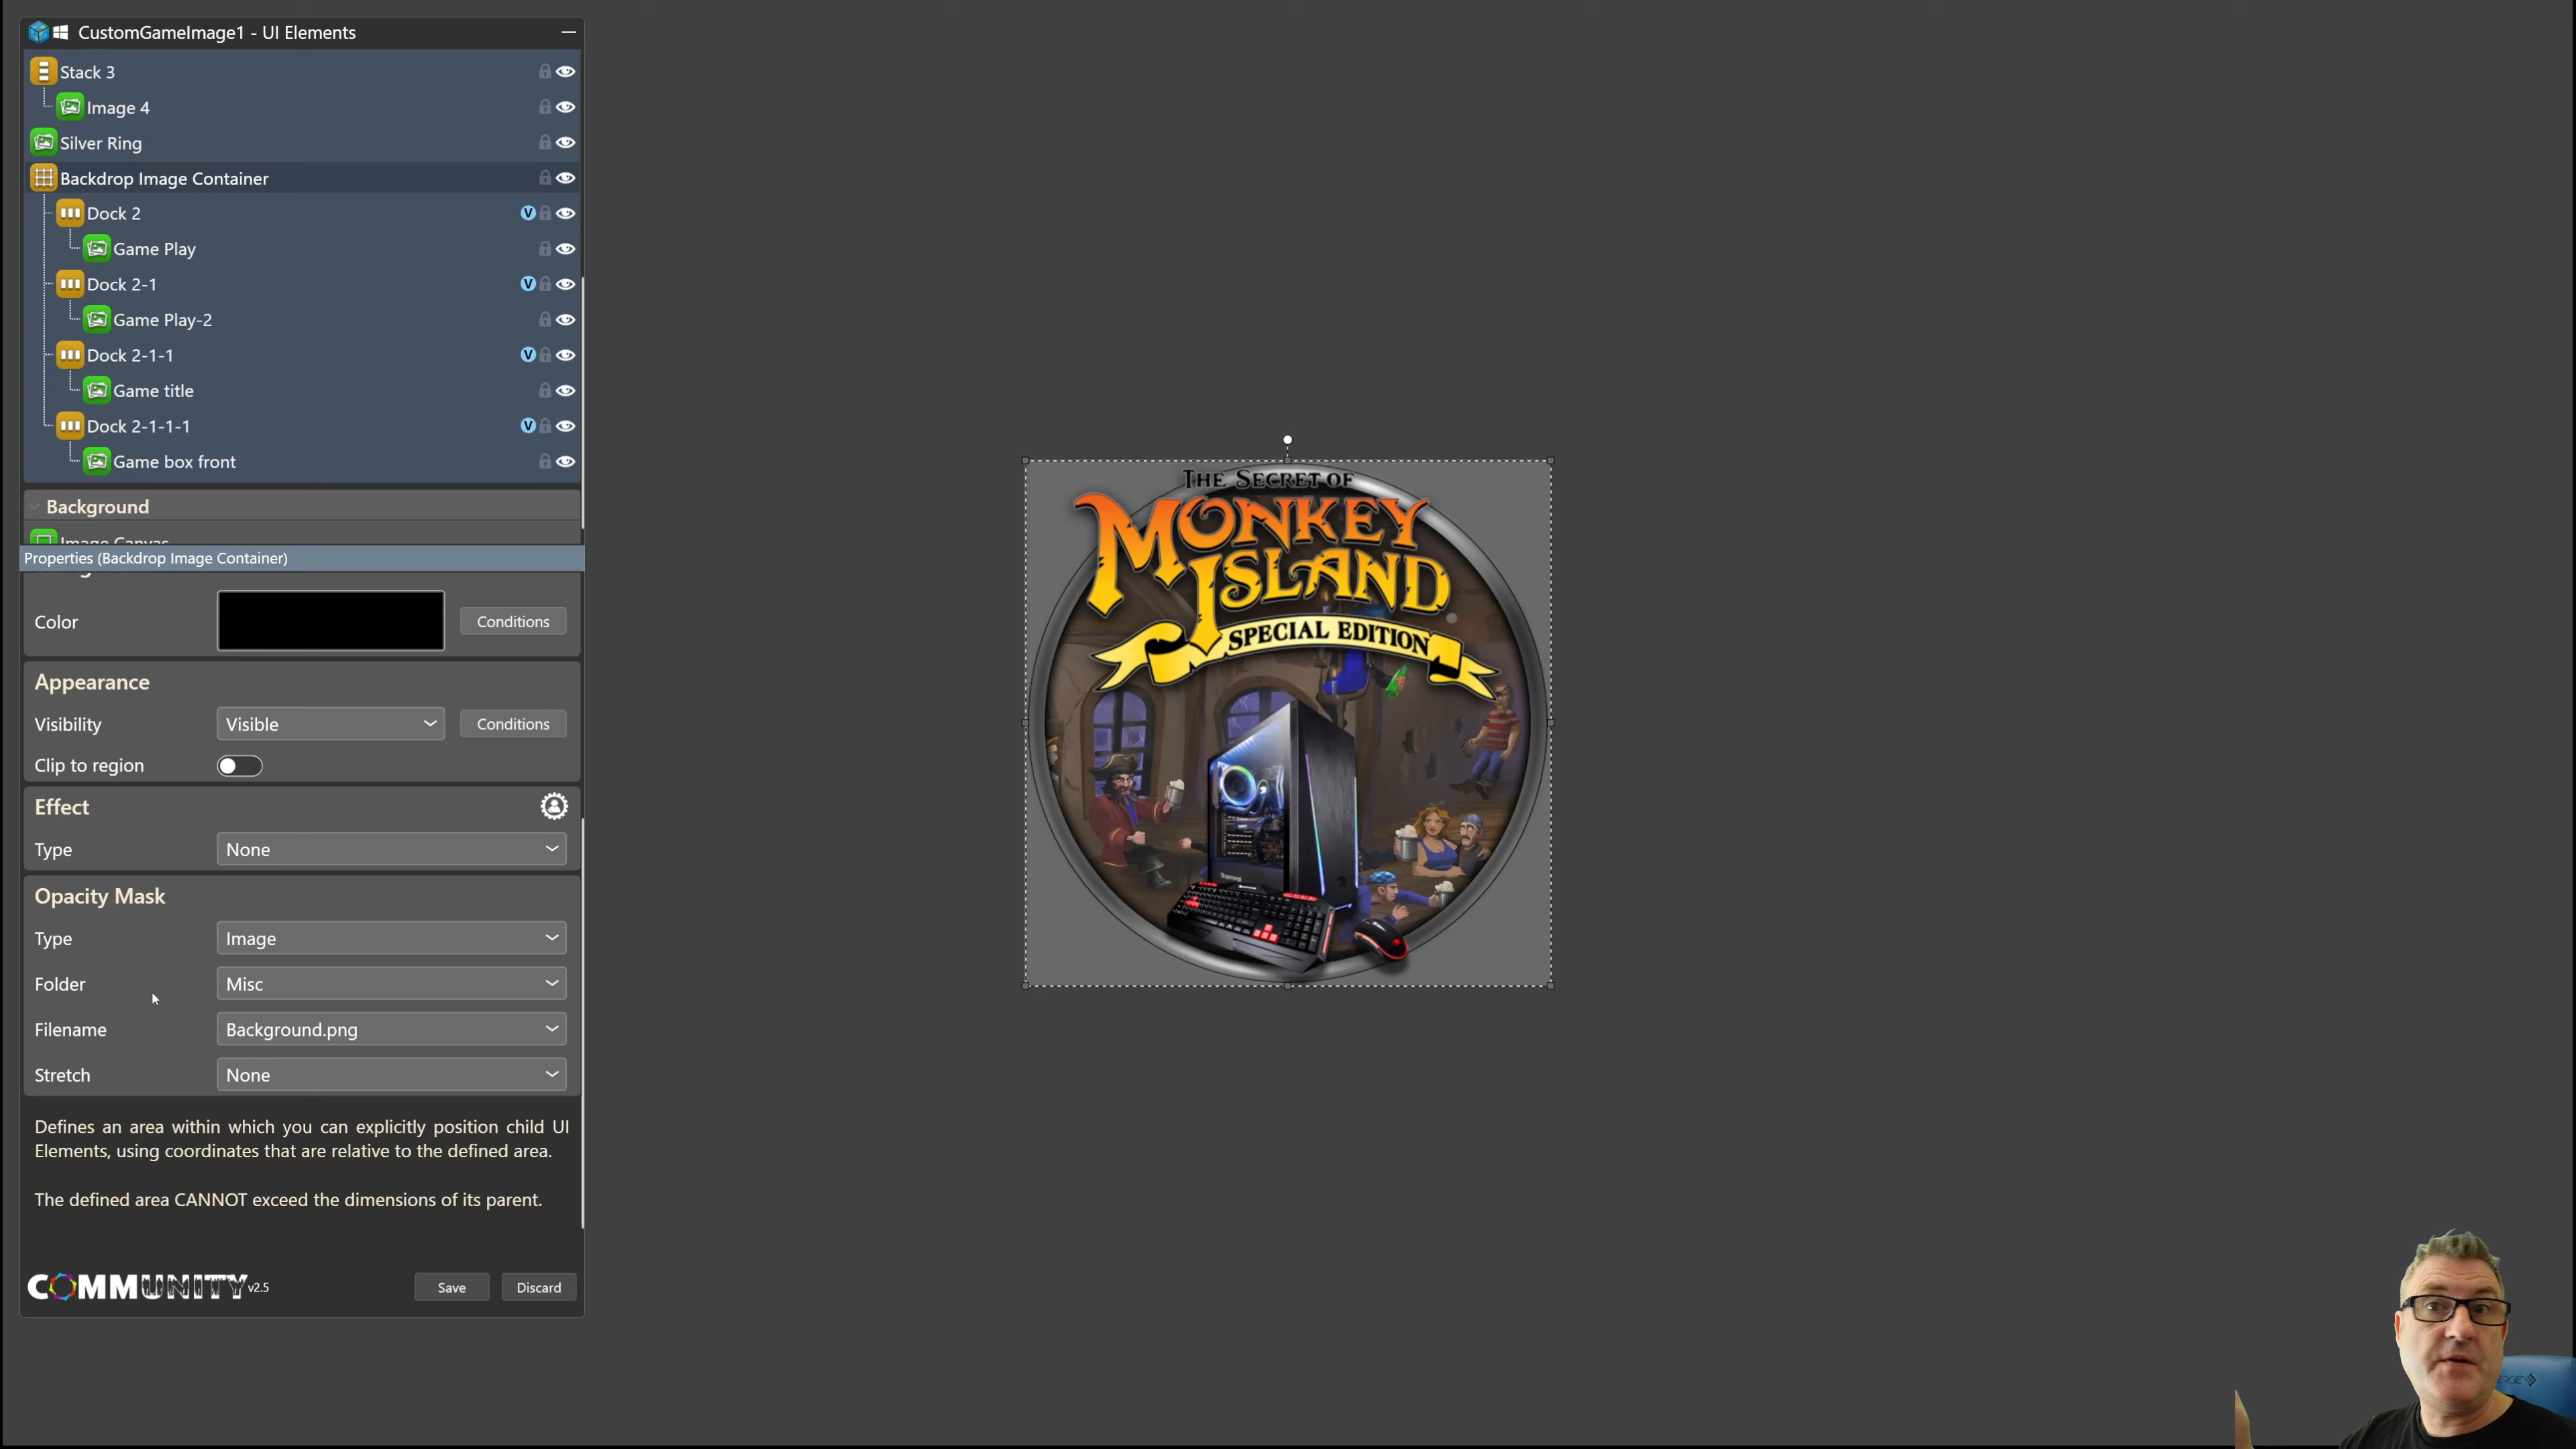 CustomGameImage1 - UI Elements
Stack 3
Image 4
Silver Ring
Backdrop Image Container
Dock 2
V
Game Play
Dock 2-1
V
Game Play-2
Dock 2-1-1
V
Game title
Dock 2-1-1-1
V
Game box front
Background
Image Canvas
Properties (Backdrop Image Container)
Color
Conditions
Appearance
Visibility
Visible
Conditions
Clip to region
Effect
Type
None
Opacity Mask
Type
Image
Folder
Misc
Filename
Background.png
Stretch
None
Defines an area within which you can explicitly position child UI
Elements, using coordinates that are relative to the defined area.
The defined area CANNOT exceed the dimensions of its parent.
COMMUNITY v2.5
Save
Discard
THE SECRET OF
MONKEY
ISLAND
SPECIAL EDITION